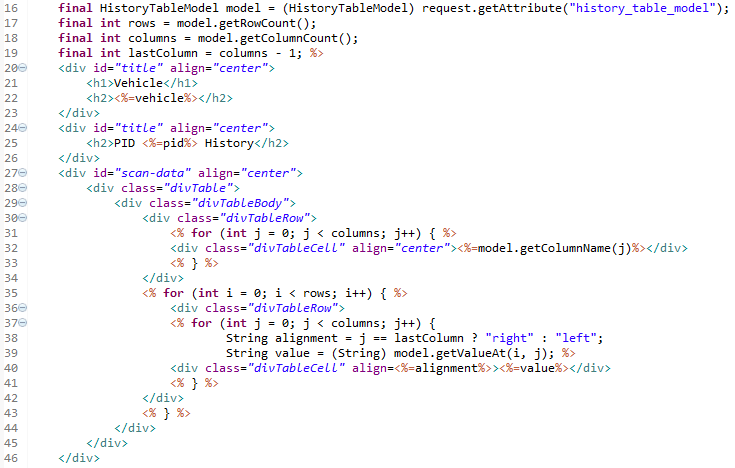 16 final HistoryTableModel model = (HistoryTableModel) request.getAttribute("history_table_model");
17 final int rows = model.getRowCount();
18 final int columns = model.getColumnCount();
19 final int lastColumn = columns - 1; %>
20 <div id="title" align="center">
21 <h1>Vehicle</h1>
22 <h2><%=vehicle%></h2>
23 </div>
24 <div id="title" align="center">
25 <h2>PID <%=pid%> History</h2>
26 </div>
27 <div id="scan-data" align="center">
28 <div class="divTable">
29 <div class="divTableBody">
30 <div class="divTableRow">
31 <% for (int j = 0; j < columns; j++) { %>
32 <div class="divTableCell" align="center"><%=model.getColumnName(j)%></div>
33 <% } %>
34 </div>
35 <% for (int i = 0; i < rows; i++) { %>
36 <div class="divTableRow">
37 <% for (int j = 0; j < columns; j++) {
38 String alignment = j == lastColumn ? "right" : "left";
39 String value = (String) model.getValueAt(i, j); %>
40 <div class="divTableCell" align=<%=alignment%>><%=value%></div>
41 <% } %>
42 </div>
43 <% } %>
44 </div>
45 </div>
46 </div>